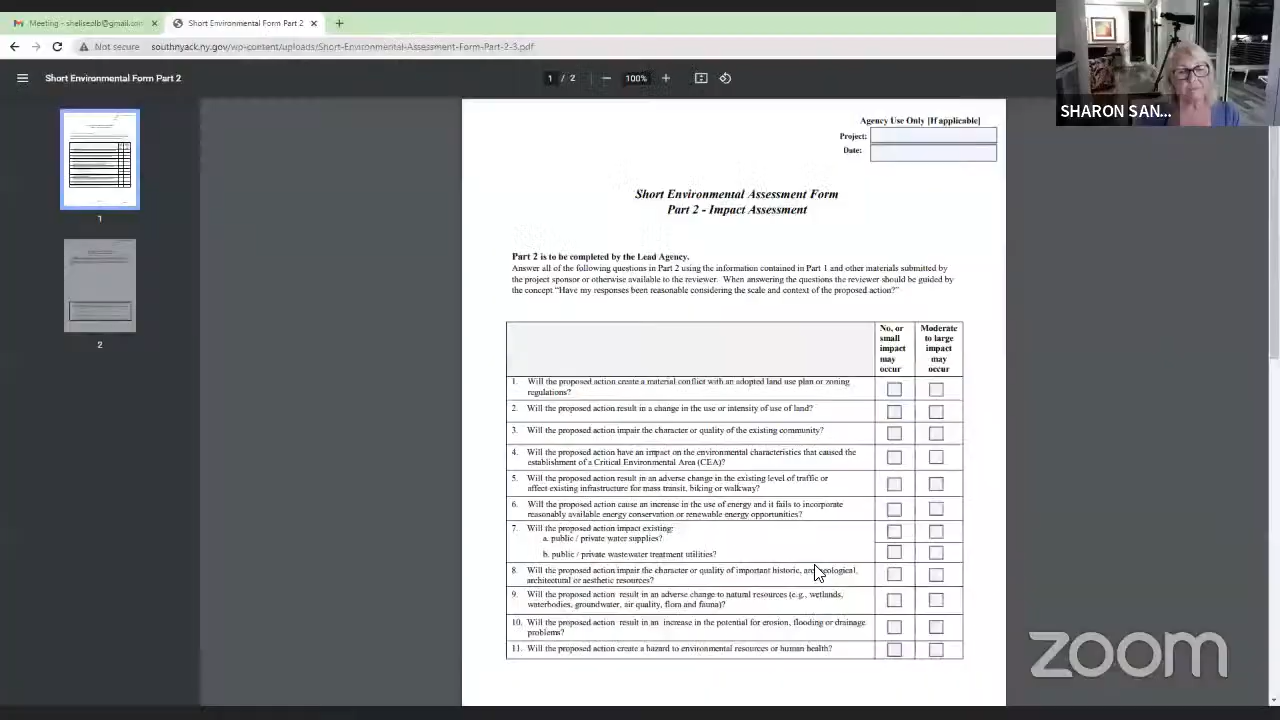 Meeting - shelisezlb@gmail.com
Short Environmental Form Part 2
Not secure
southnyack.ny.gov/wp-content/uploads/Short-Environmental-Assessment-Form-Part-2-3.pdf
Short Environmental Form Part 2
1 / 2
100%
SHARON SAN...
1
2
Agency Use Only [If applicable]
Project:
Date:
Short Environmental Assessment Form
Part 2 - Impact Assessment
Part 2 is to be completed by the Lead Agency.
Answer all of the following questions in Part 2 using the information contained in Part 1 and other materials submitted by
the project sponsor or otherwise available to the reviewer. When answering the questions the reviewer should be guided by
the concept “Have my responses been reasonable considering the scale and context of the proposed action?”
No, or
small
impact
may
occur
Moderate
to large
impact
may
occur
1. Will the proposed action create a material conflict with an adopted land use plan or zoning
regulations?
2. Will the proposed action result in a change in the use or intensity of use of land?
3. Will the proposed action impair the character or quality of the existing community?
4. Will the proposed action have an impact on the environmental characteristics that caused the
establishment of a Critical Environmental Area (CEA)?
5. Will the proposed action result in an adverse change in the existing level of traffic or
affect existing infrastructure for mass transit, biking or walkway?
6. Will the proposed action cause an increase in the use of energy and it fails to incorporate
reasonably available energy conservation or renewable energy opportunities?
7. Will the proposed action impact existing:
a. public / private water supplies?
b. public / private wastewater treatment utilities?
8. Will the proposed action impair the character or quality of important historic, archaeological,
architectural or aesthetic resources?
9. Will the proposed action result in an adverse change to natural resources (e.g., wetlands,
waterbodies, groundwater, air quality, flora and fauna)?
10. Will the proposed action result in an increase in the potential for erosion, flooding or drainage
problems?
11. Will the proposed action create a hazard to environmental resources or human health?
zoom